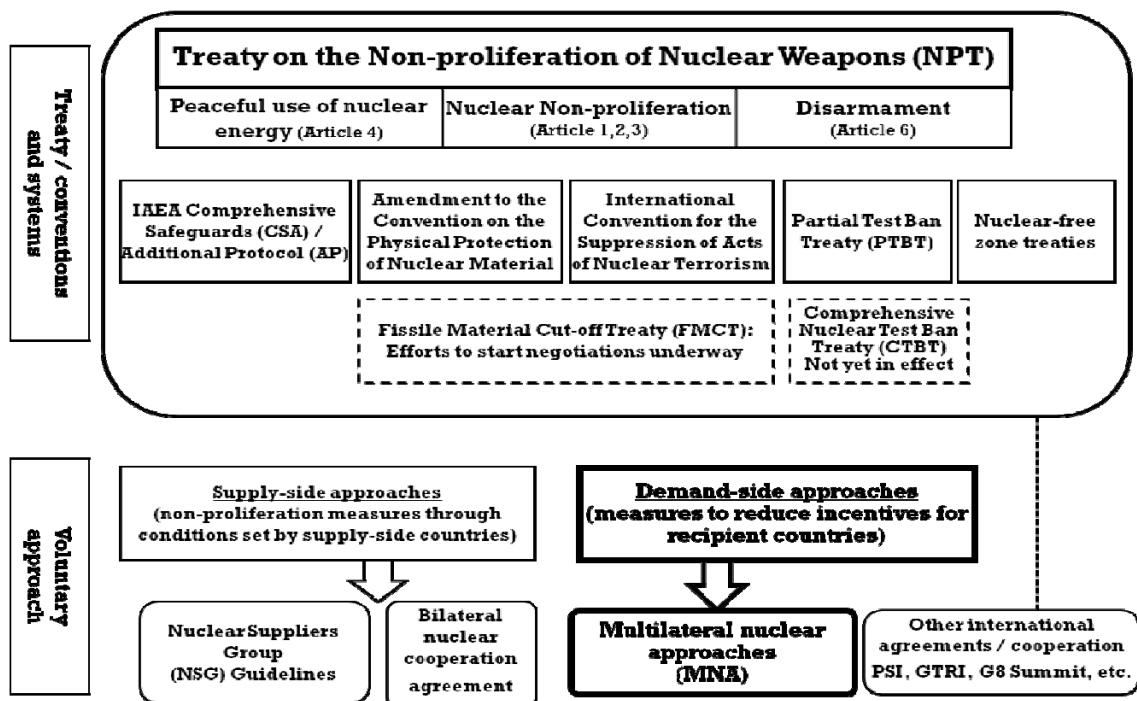 Treaty / conventions
and systems
Treaty on the Non-proliferation of Nuclear Weapons (NPT)
Peaceful use of nuclear
energy (Article 4)
Nuclear Non-proliferation
(Article 1,2,3)
Disarmament
(Article 6)
IAEA Comprehensive
Safeguards (CSA) /
Additional Protocol (AP)
Amendment to the
Convention on the
Physical Protection
of Nuclear Material
International
Convention for the
Suppression of Acts
of Nuclear Terrorism
Partial Test Ban
Treaty (PTBT)
Nuclear-free
zone treaties
Fissile Material Cut-off Treaty (FMCT):
Efforts to start negotiations underway
Comprehensive
Nuclear Test Ban
Treaty (CTBT)
Not yet in effect
Voluntary
approach
Supply-side approaches
(non-proliferation measures through
conditions set by supply-side countries)
Demand-side approaches
(measures to reduce incentives for
recipient countries)
Nuclear Suppliers
Group
(NSG) Guidelines
Bilateral
nuclear
cooperation
agreement
Multilateral nuclear
approaches
(MNA)
Other international
agreements / cooperation
PSI, GTRI, G8 Summit, etc.